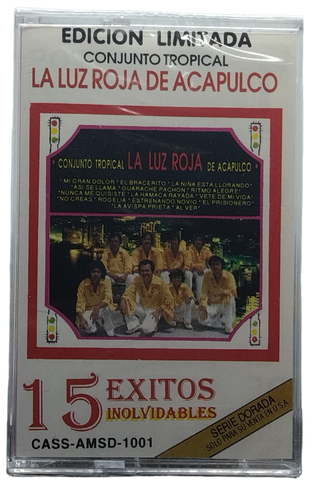 EDICION LIMITADA
CONJUNTO TROPICAL
LA LUZ ROJA DE ACAPULCO
CONJUNTO TROPICAL LA LUZ ROJA DE ACAPULCO
*MI GRAN DOLOR *EL BRACERITO *LA NIÑA ESTA LLORANDO
*ASI SE LLAMA *GUARACHE PACHON *RITMO ALEGRE
*NUNCA ME QUISISTE *LA HAMACA RAYADA *VETE DE MI VIDA
*NO CREAS *ROGELIA *ESTRENANDO NOVIO *EL PRISIONERO
*LA AVISPA PRIETA *AL VER*
15 EXITOS
INOLVIDABLES
SERIE DORADA
SOLO PARA SU VENTA EN U.S.A
CASS-AMSD-1001